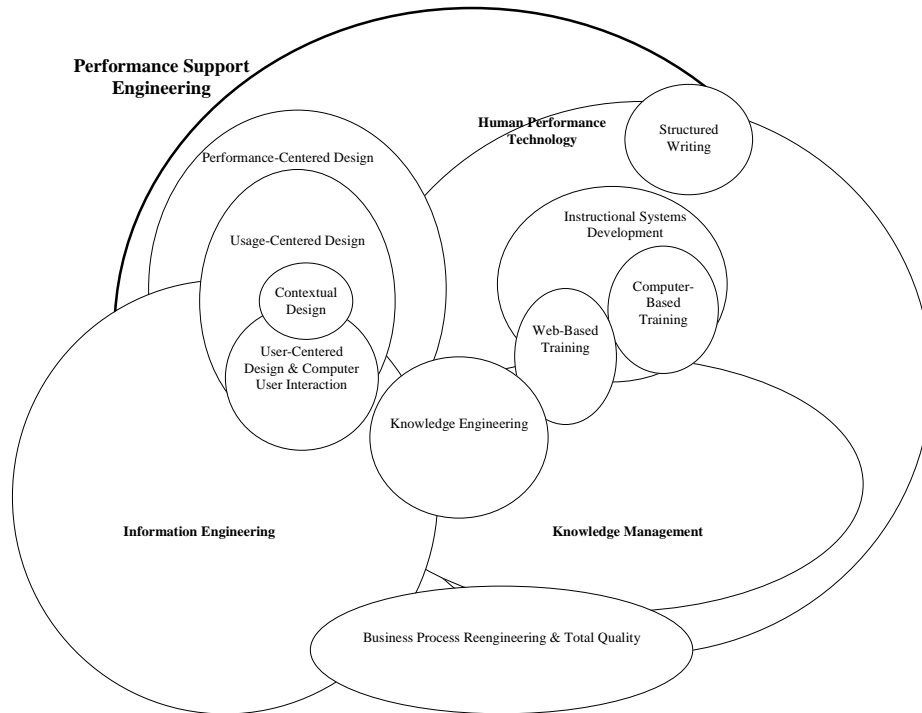 Performance Support
Engineering
Human Performance
Technology
Structured
Writing
Performance-Centered Design
Instructional Systems
Development
Usage-Centered Design
Contextual
Design
Computer-
Based
Training
Web-Based
Training
User-Centered
Design & Computer
User Interaction
Knowledge Engineering
Information Engineering
Knowledge Management
Business Process Reengineering & Total Quality